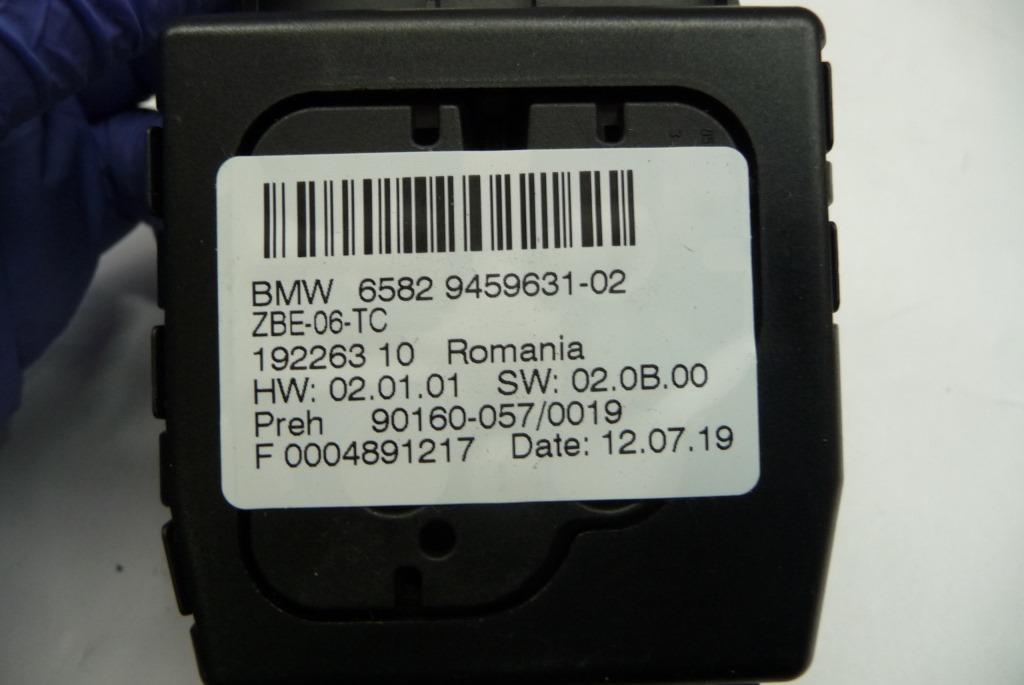 BMW 6582 9459631-02
ZBE-06-TC
192263 10 Romania
HW: 02.01.01 SW: 02.0B.00
Preh 90160-057/0019
F 0004891217 Date: 12.07.19